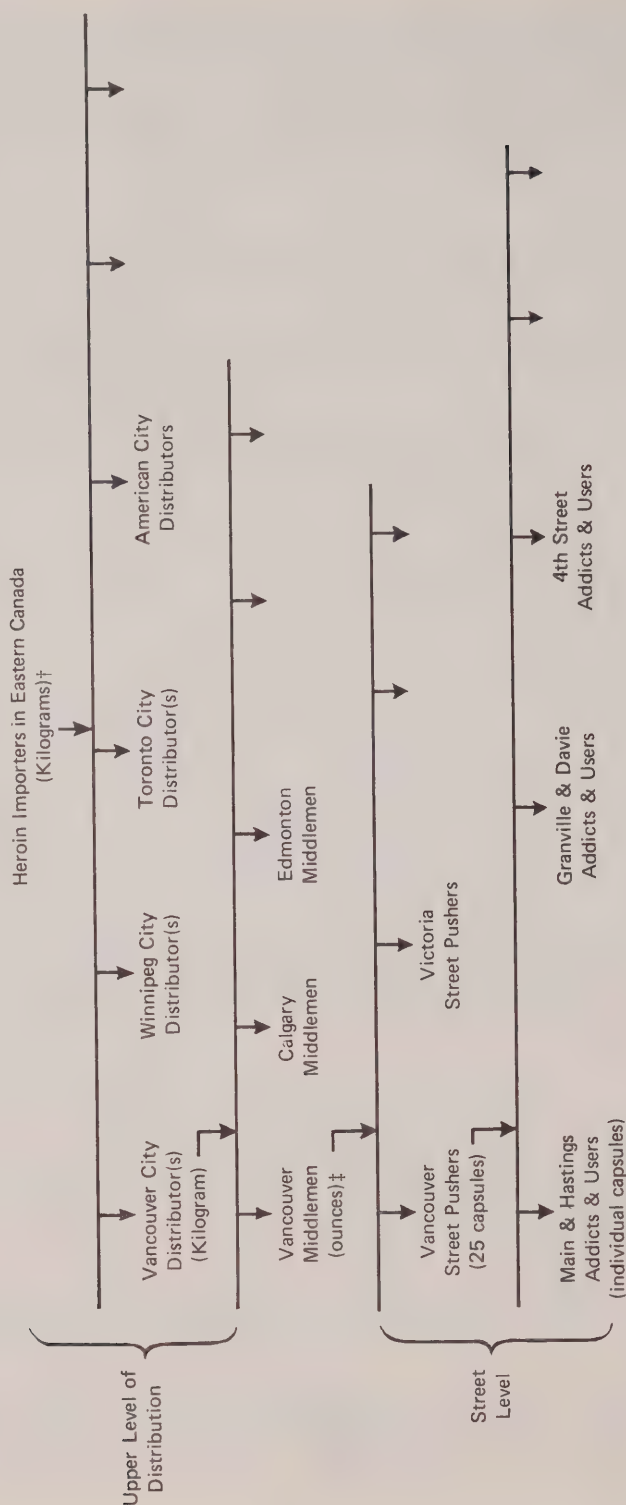 Heroin Importers in Eastern Canada
(Kilograms)†
Upper Level of
Distribution
Vancouver City
Distributor(s)
(Kilogram)
Winnipeg City
Distributor(s)
Toronto City
Distributor(s)
American City
Distributors
Vancouver
Middlemen
(ounces)‡
Calgary
Middlemen
Edmonton
Middlemen
Street
Level
Vancouver
Street Pushers
(25 capsules)
Victoria
Street Pushers
Main & Hastings
Addicts & Users
(individual capsules)
Granville & Davie
Addicts & Users
4th Street
Addicts & Users